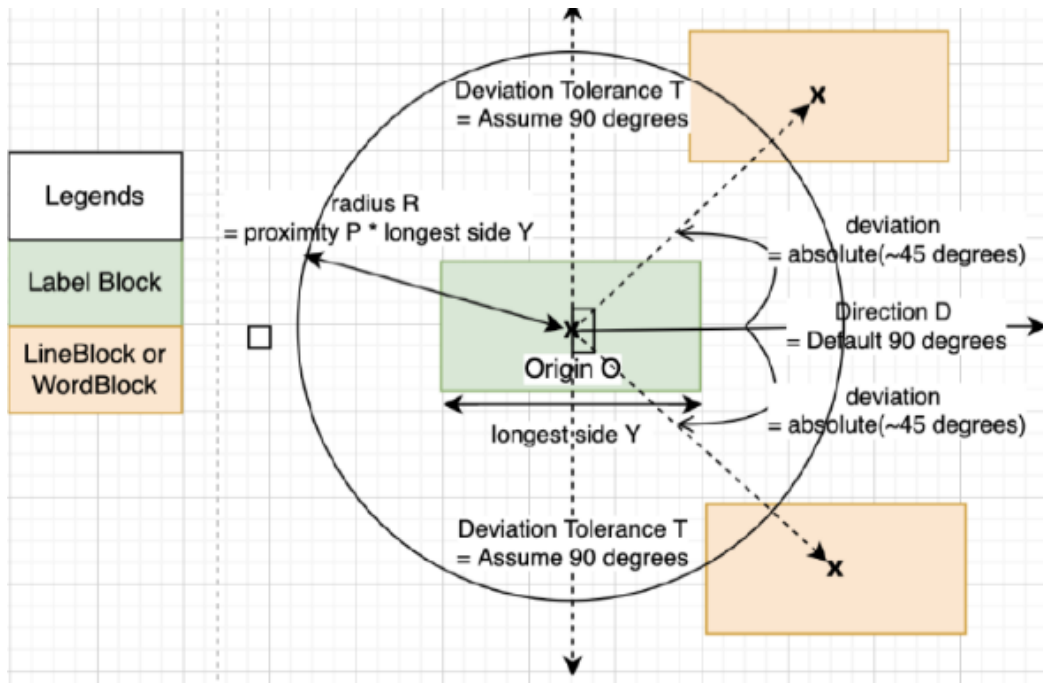 Legends
Label Block
LineBlock or
WordBlock
Deviation Tolerance T
= Assume 90 degrees
x
radius R
= proximity P * longest side Y
deviation
= absolute(~45 degrees)
x
Origin O
Direction D
= Default 90 degrees
longest side Y
deviation
= absolute(~45 degrees)
Deviation Tolerance T
= Assume 90 degrees
x